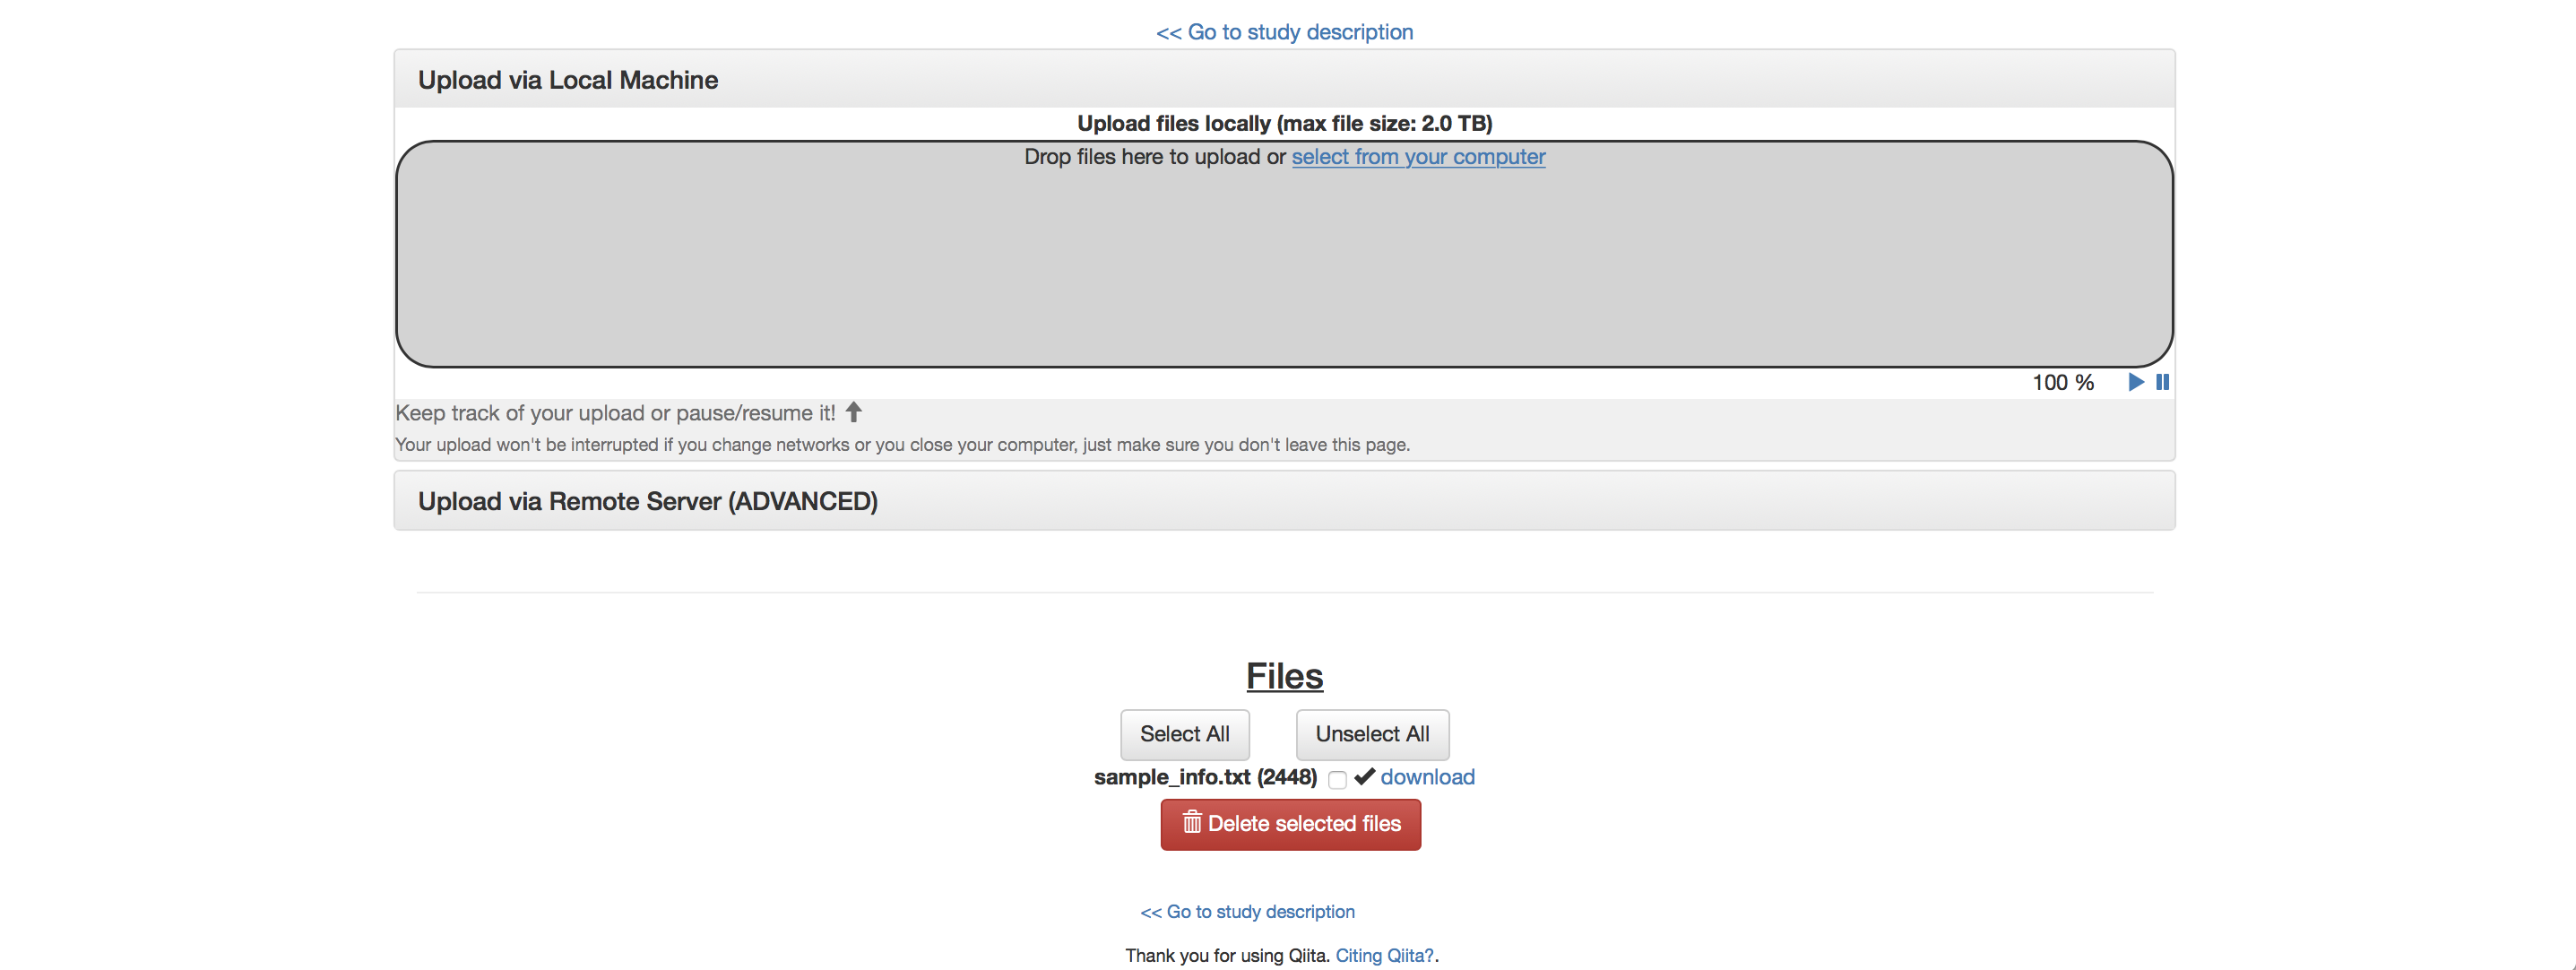 << Go to study description
Upload via Local Machine
Upload files locally (max file size: 2.0 TB)
Drop files here to upload or select from your computer
100 %
Keep track of your upload or pause/resume it!
Your upload won't be interrupted if you change networks or you close your computer, just make sure you don't leave this page.
Upload via Remote Server (ADVANCED)
Files
Select All Unselect All
sample_info.txt (2448) download
Delete selected files
<< Go to study description
Thank you for using Qiita. Citing Qiita?.